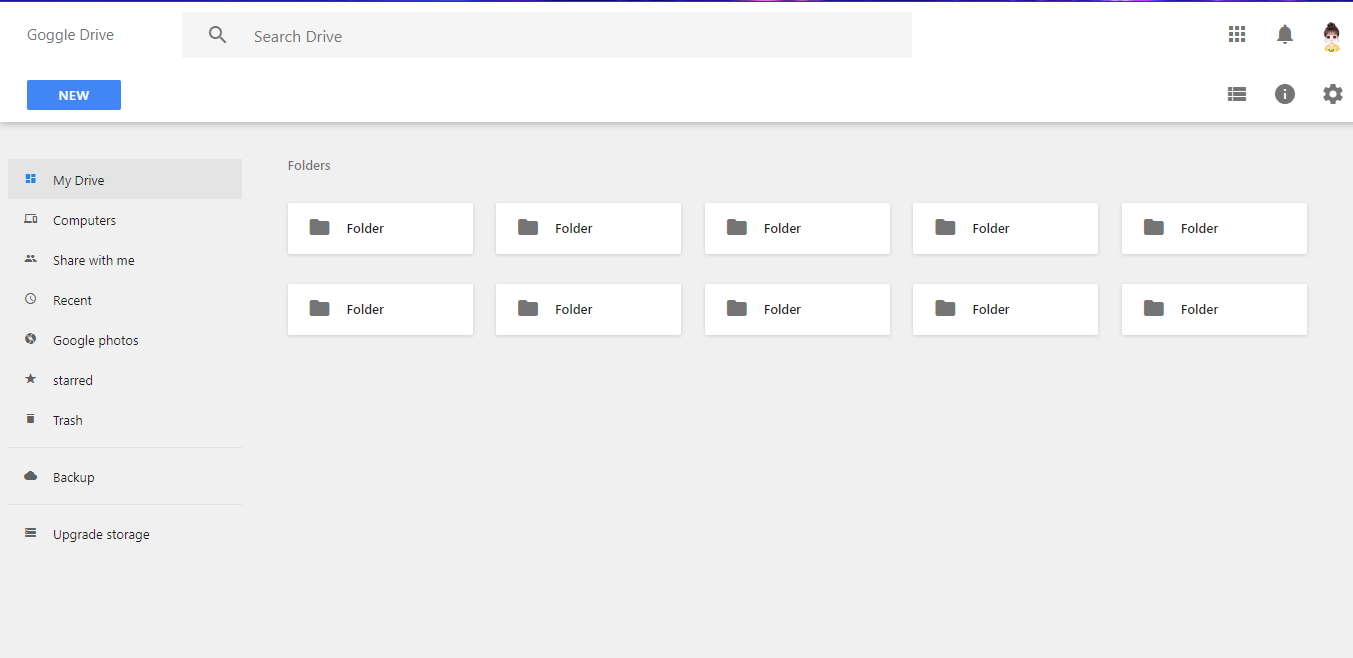 Goggle Drive
Search Drive
NEW
My Drive
Computers
Share with me
Recent
Google photos
starred
Trash
Backup
Upgrade storage
Folders
Folder Folder Folder Folder Folder
Folder Folder Folder Folder Folder